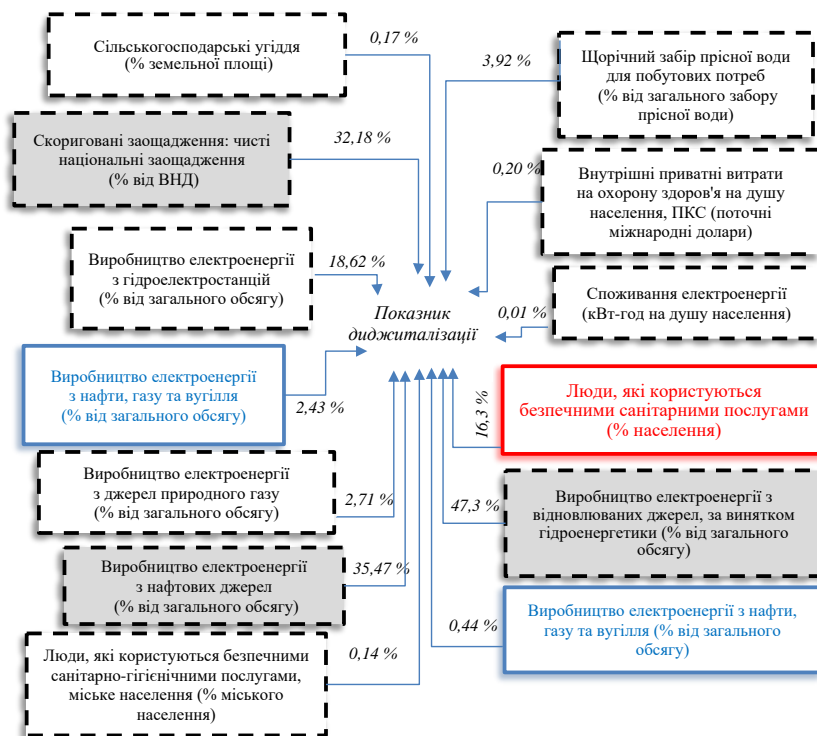 Сільськогосподарські угіддя
(% земельної площі)
0,17 %
3,92 %
Щорічний забір прісної води
для побутових потреб
(% від загального забору
прісної води)
Скориговані заощадження: чисті
національні заощадження
(% від ВНД)
32,18 %
0,20 %
Внутрішні приватні витрати
на охорону здоров'я на душу
населення, ПКС (поточні
міжнародні долари)
Виробництво електроенергії
з гідроелектростанцій
(% від загального обсягу)
18,62 %
Показник
диджиталізації
0,01 %
Споживання електроенергії
(кВт-год на душу населення)
Виробництво електроенергії
з нафти, газу та вугілля
(% від загального обсягу)
2,43 %
16,3 %
Люди, які користуються
безпечними санітарними послугами
(% населення)
Виробництво електроенергії
з джерел природного газу
(% від загального обсягу)
2,71 %
47,3 %
Виробництво електроенергії з
відновлюваних джерел, за винятком
гідроенергетики (% від загального
обсягу)
Виробництво електроенергії
з нафтових джерел
(% від загального обсягу)
35,47 %
0,44 %
Виробництво електроенергії з нафти,
газу та вугілля (% від загального
обсягу)
Люди, які користуються безпечними
санітарно-гігієнічними послугами,
міське населення (% міського
населення)
0,14 %